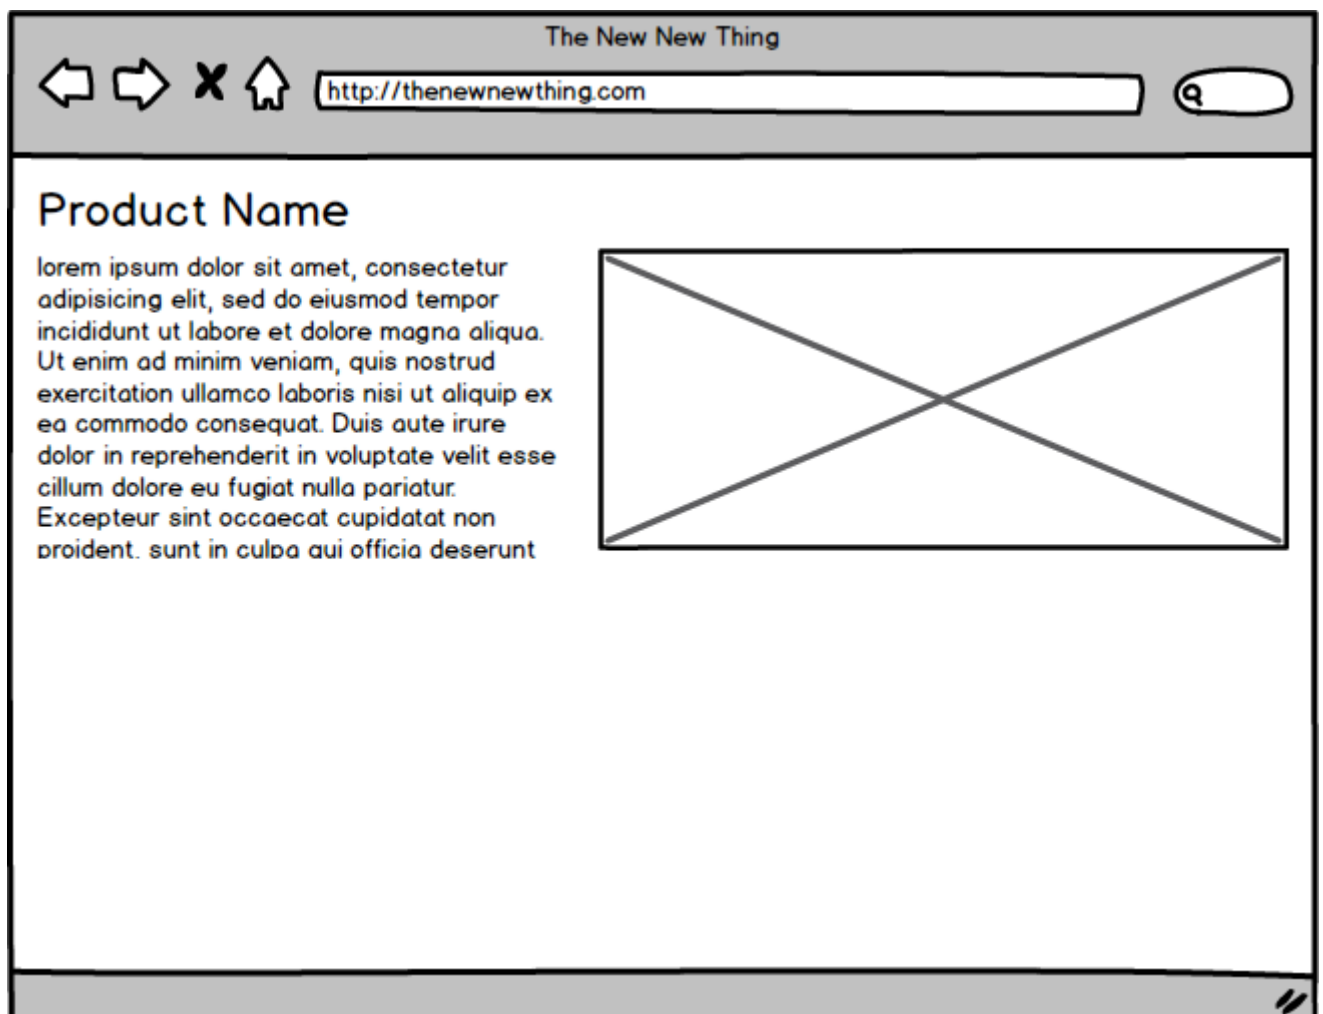 The New New Thing
http://thenewnewthing.com
Product Name
lorem ipsum dolor sit amet, consectetur
adipisicing elit, sed do eiusmod tempor
incididunt ut labore et dolore magna aliqua.
Ut enim ad minim veniam, quis nostrud
exercitation ullamco laboris nisi ut aliquip ex
ea commodo consequat. Duis aute irure
dolor in reprehenderit in voluptate velit esse
cillum dolore eu fugiat nulla pariatur.
Excepteur sint occaecat cupidatat non
proident, sunt in culpa qui officia deserunt